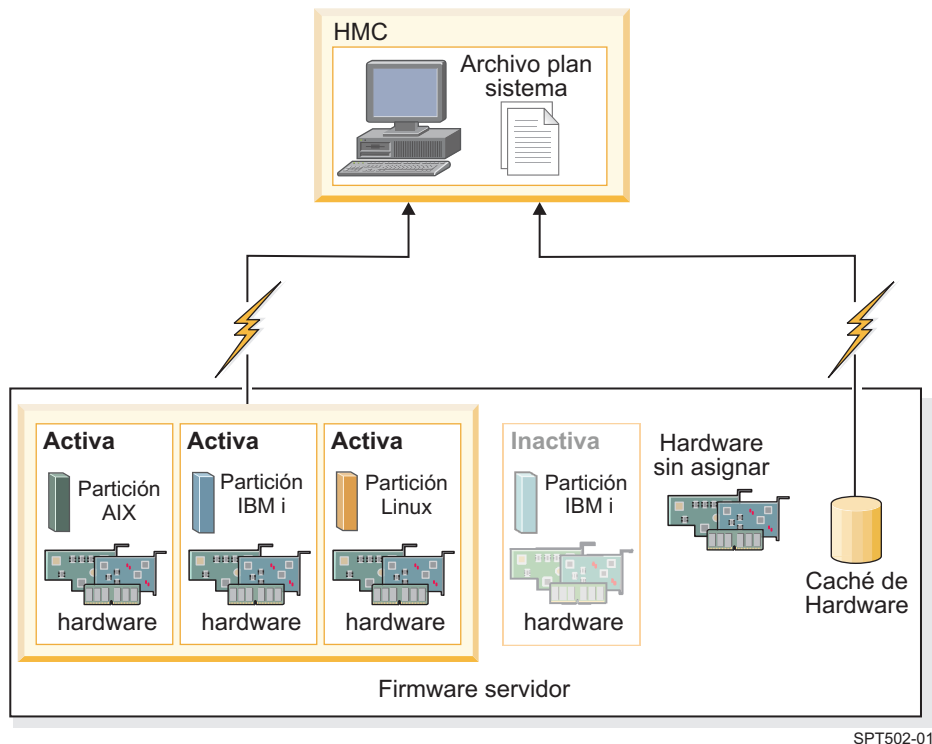 HMC
Archivo plan
sistema
Activa
Partición
AIX
hardware
Activa
Partición
IBM i
hardware
Activa
Partición
Linux
hardware
Inactiva
Partición
IBM i
hardware
Hardware
sin asignar
Caché de
Hardware
Firmware servidor
SPT502-01